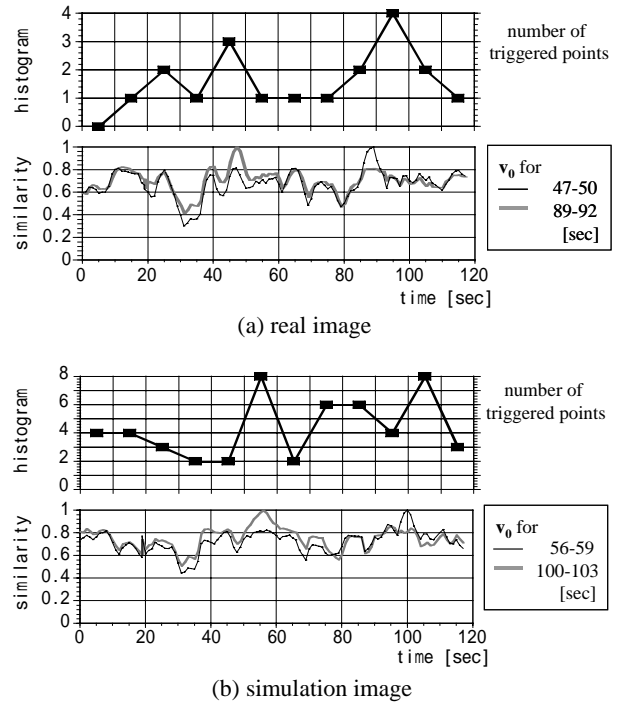 4
3
2
1
0
histogram
number of
triggered points
1
0.8
0.6
0.4
0.2
0
similarity
0 20 40 60 80 100 120
time [sec]
v0 for
47-50
89-92
[sec]
(a) real image
8
6
4
2
0
histogram
number of
triggered points
1
0.8
0.6
0.4
0.2
0
similarity
0 20 40 60 80 100 120
time [sec]
v0 for
56-59
100-103
[sec]
(b) simulation image